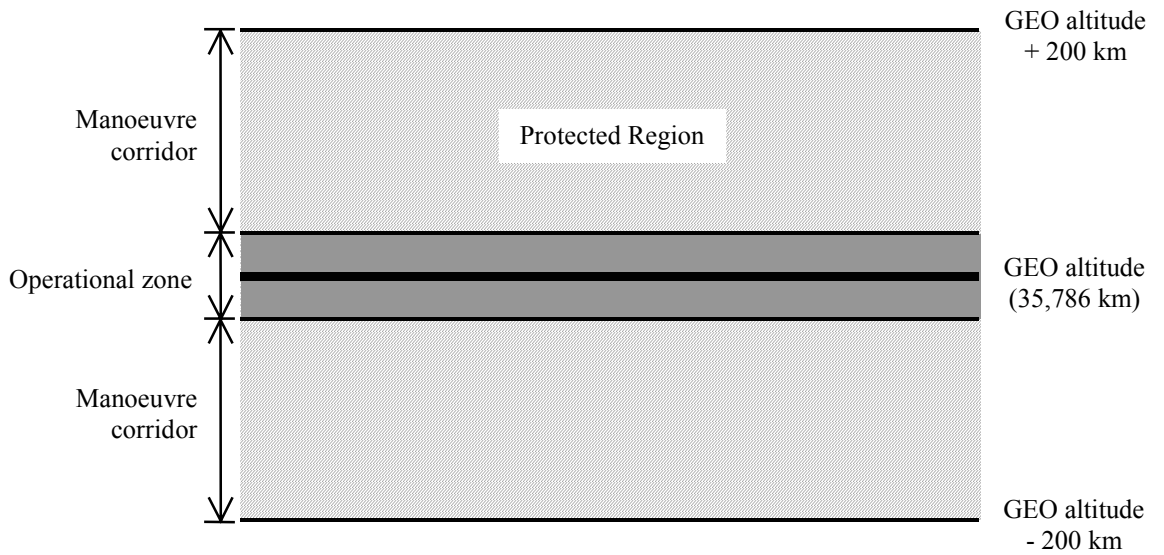 GEO altitude
+ 200 km
Manoeuvre
corridor
Protected Region
Operational zone
GEO altitude
(35,786 km)
Manoeuvre
corridor
GEO altitude
- 200 km